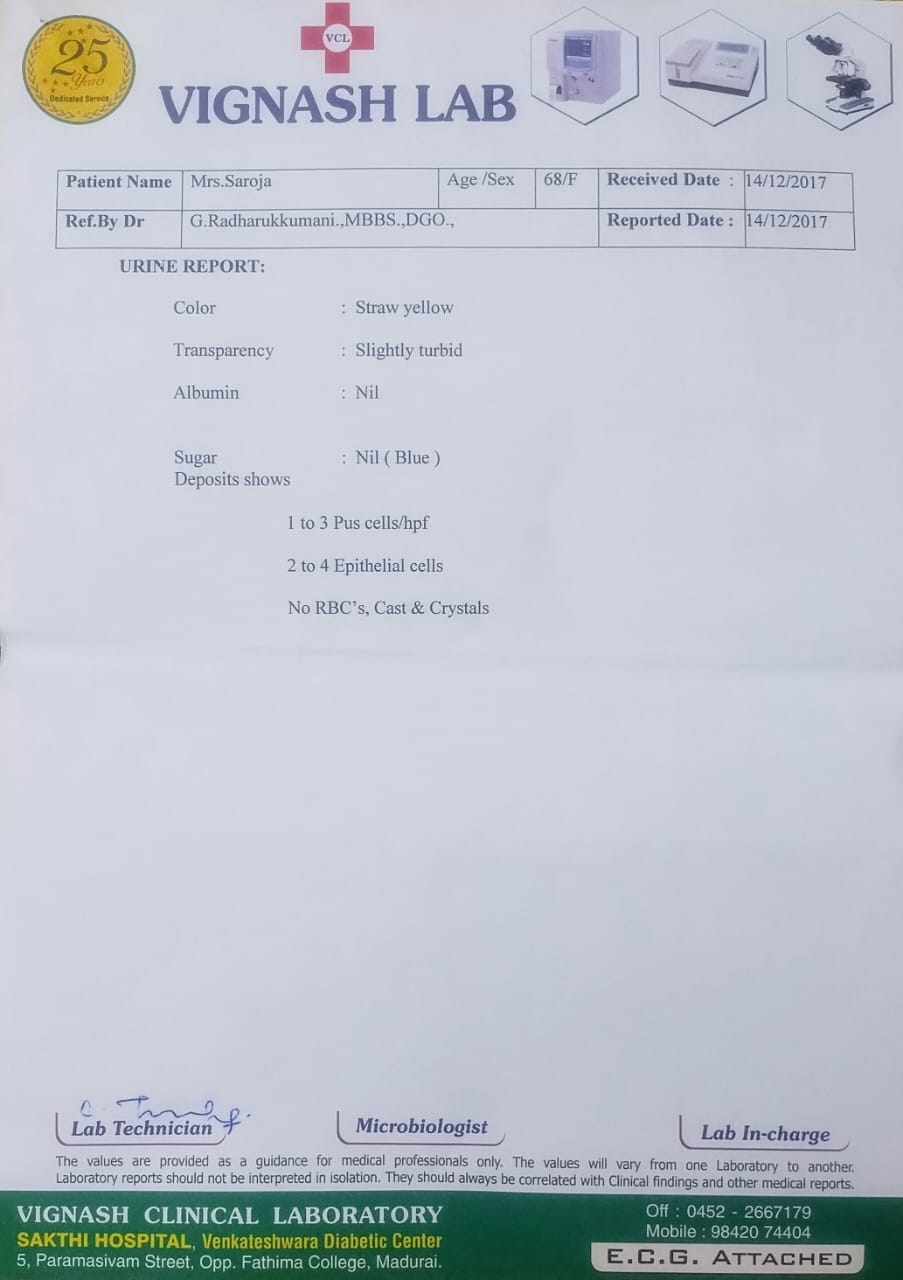 25
Years
Dedicated Service
VCL
VIGNASH LAB
Patient Name Mrs.Saroja Age /Sex 68/F Received Date : 14/12/2017
Ref.By Dr G.Radharukkumani.,MBBS.,DGO., Reported Date : 14/12/2017
URINE REPORT:
Color : Straw yellow
Transparency : Slightly turbid
Albumin : Nil
Sugar : Nil ( Blue )
Deposits shows
1 to 3 Pus cells/hpf
2 to 4 Epithelial cells
No RBC's, Cast & Crystals
Lab Technician Microbiologist Lab In-charge
The values are provided as a guidance for medical professionals only. The values will vary from one Laboratory to another.
Laboratory reports should not be interpreted in isolation. They should always be correlated with Clinical findings and other medical reports.
VIGNASH CLINICAL LABORATORY
SAKTHI HOSPITAL, Venkateshwara Diabetic Center
5, Paramasivam Street, Opp. Fathima College, Madurai.
Off : 0452 - 2667179
Mobile : 98420 74404
E.C.G. ATTACHED